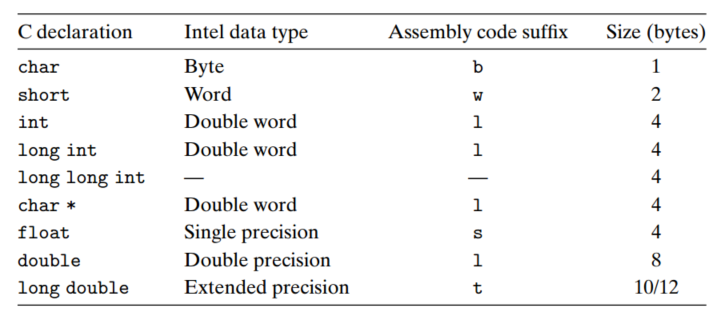 C declaration Intel data type Assembly code suffix Size (bytes)
char Byte b 1
short Word w 2
int Double word l 4
long int Double word l 4
long long int — — 4
char * Double word l 4
float Single precision s 4
double Double precision l 8
long double Extended precision t 10/12